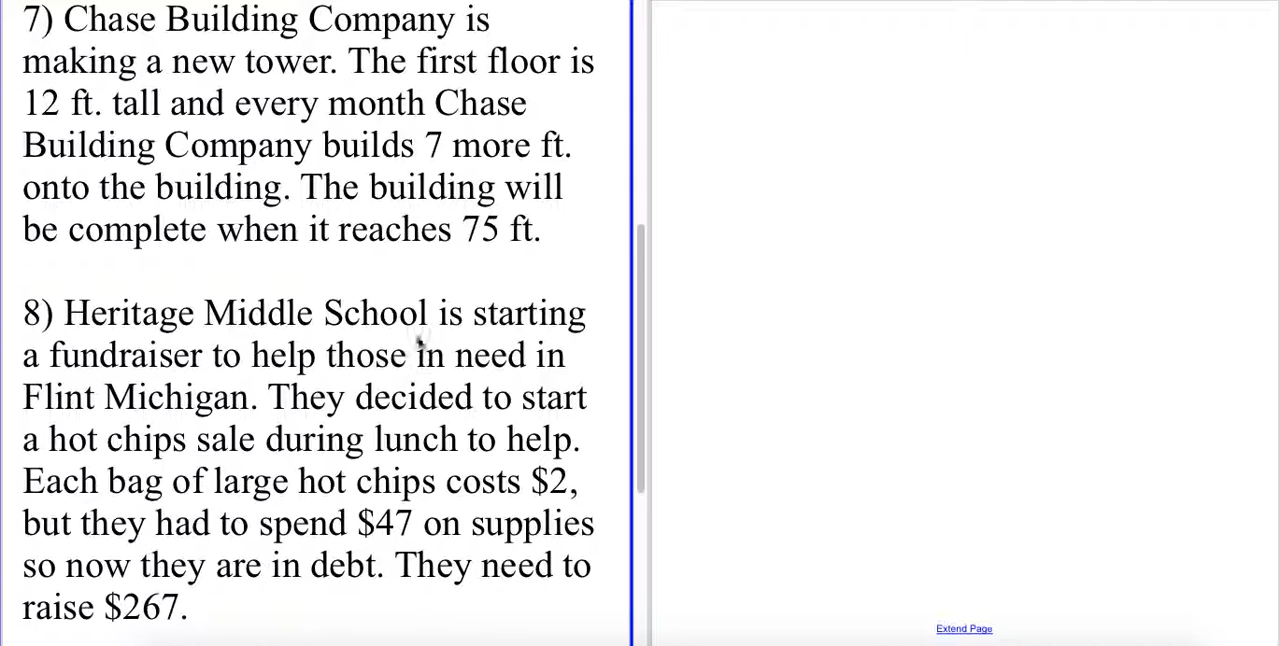 7) Chase Building Company is
making a new tower. The first floor is
12 ft. tall and every month Chase
Building Company builds 7 more ft.
onto the building. The building will
be complete when it reaches 75 ft.
8) Heritage Middle School is starting
a fundraiser to help those in need in
Flint Michigan. They decided to start
a hot chips sale during lunch to help.
Each bag of large hot chips costs $2,
but they had to spend $47 on supplies
so now they are in debt. They need to
raise $267.
Extend Page